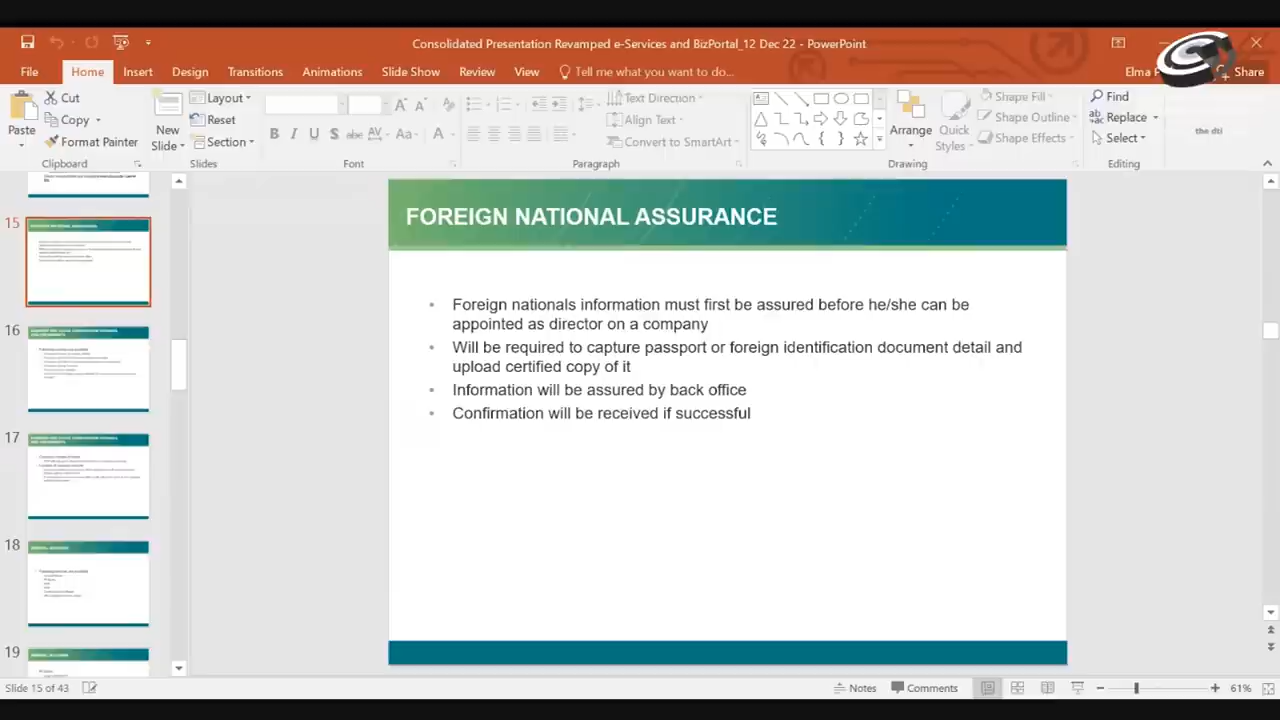 Consolidated Presentation Revamped e-Services and BizPortal_12 Dec 22 - PowerPoint
File Home Insert Design Transitions Animations Slide Show Review View Tell me what you want to do... Elma Share
Cut Layout Text Direction Shape Fill Find
Copy Reset Align Text Shape Outline Replace
Paste Format Painter New Slide Section B I U S abc AV Aa A Convert to SmartArt Arrange Quick Styles Shape Effects Select
Clipboard Slides Font Paragraph Drawing Editing
the dti
15
16
17
18
19
FOREIGN NATIONAL ASSURANCE
• Foreign nationals information must first be assured before he/she can be
appointed as director on a company
• Will be required to capture passport or foreign identification document detail and
upload certified copy of it
• Information will be assured by back office
• Confirmation will be received if successful
Slide 15 of 43 Notes Comments 61%